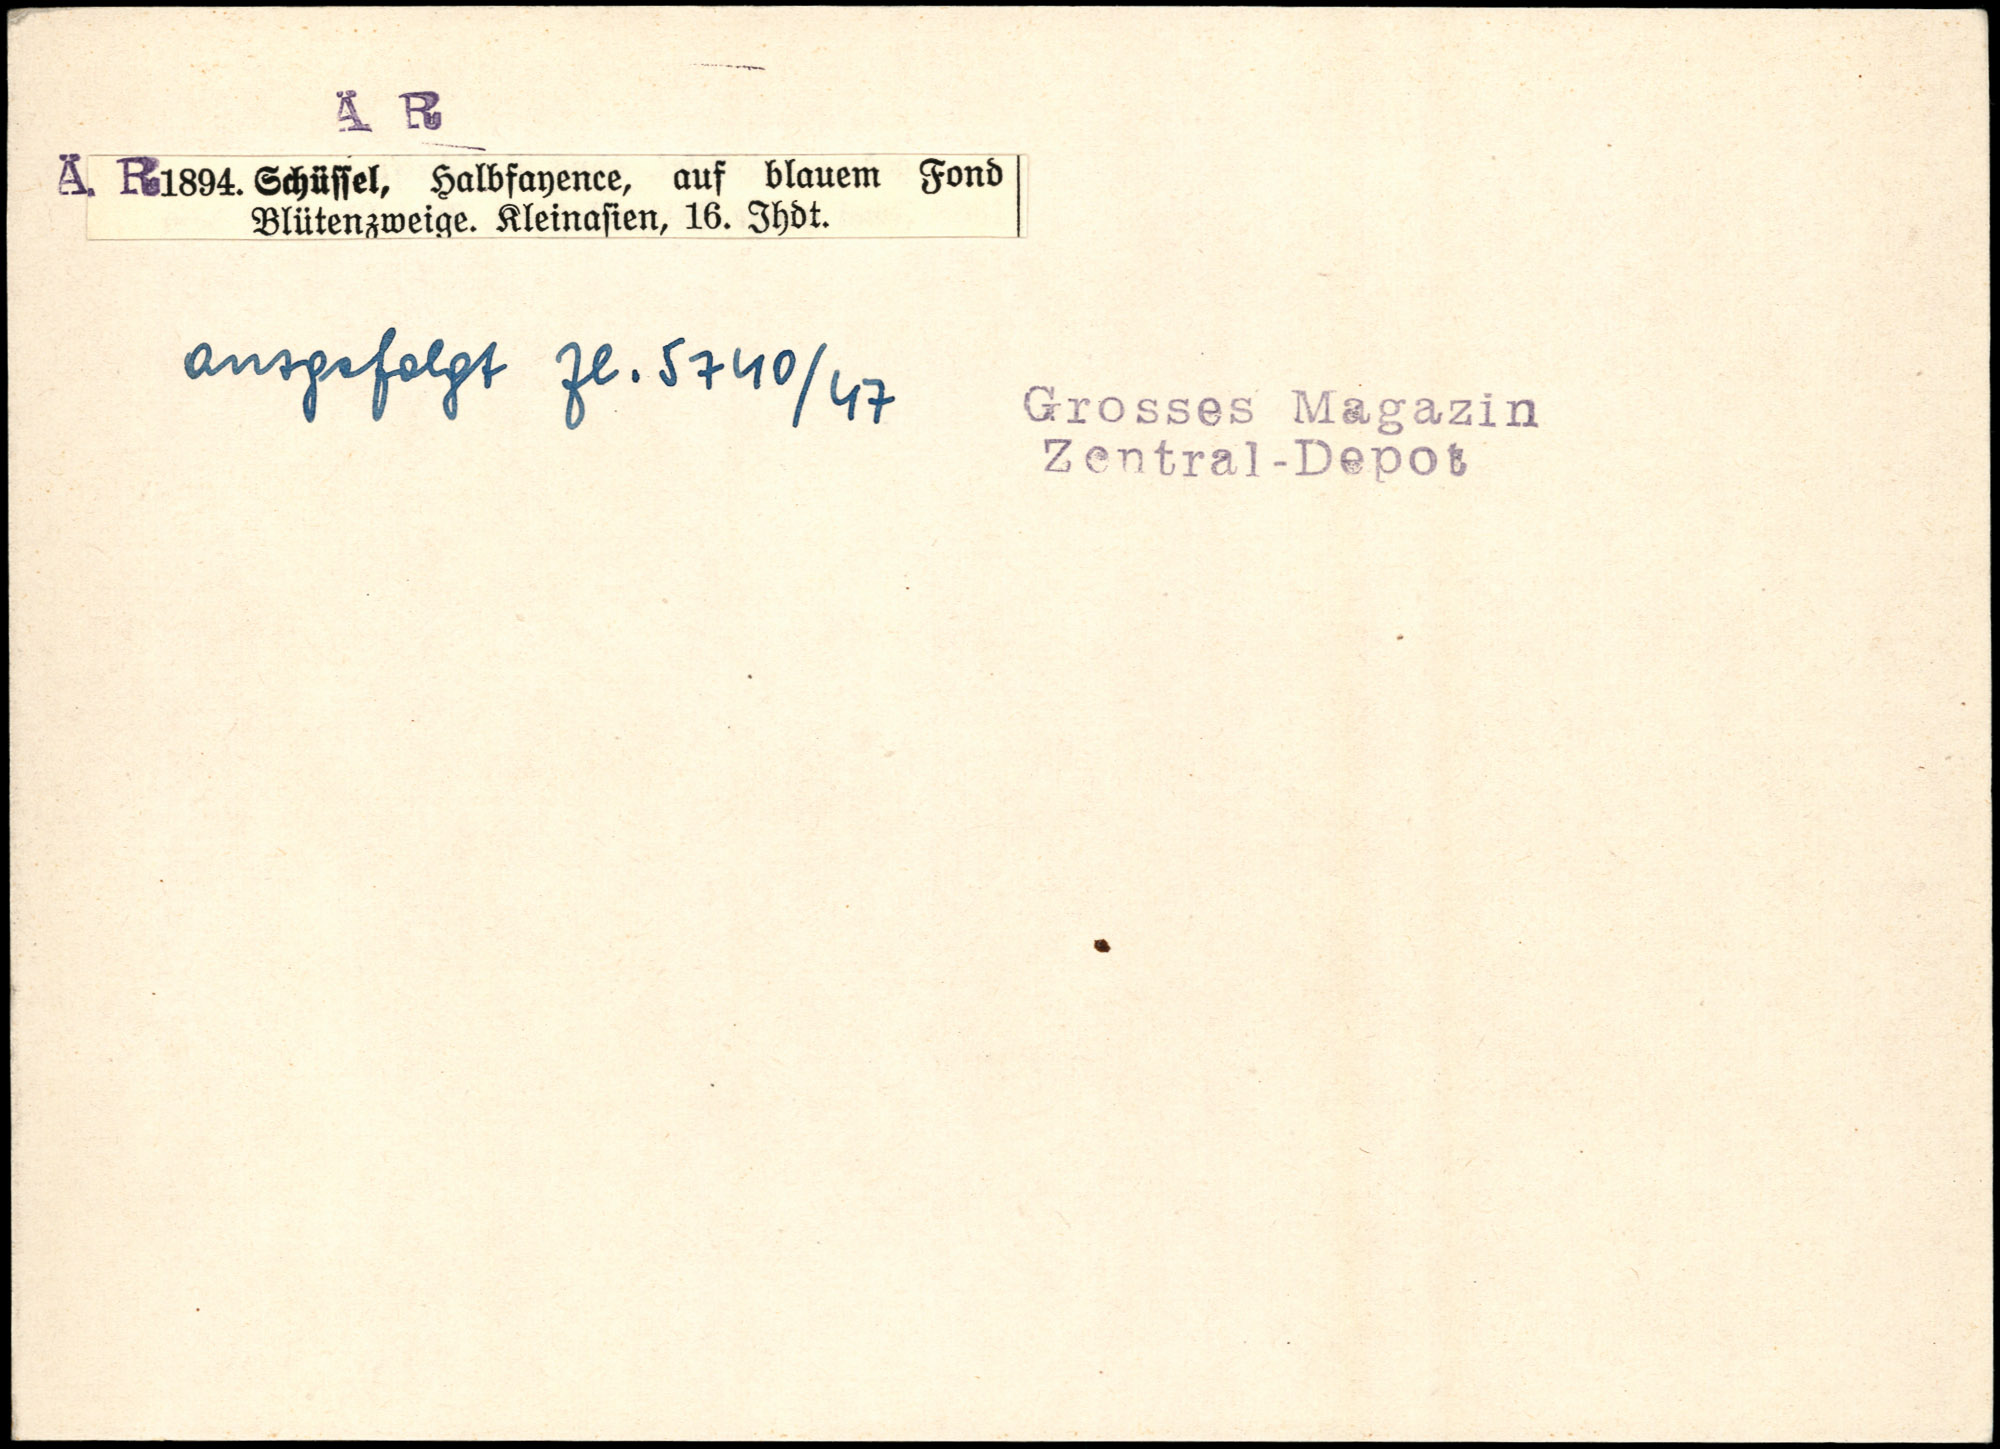 Ä R
Ä. R 1894. Schüssel, Halbfayence, auf blauem Fond
Blütenzweige. Kleinasien, 16. Jhdt.
ausgefolgt Zl. 5740/47
Grosses Magazin
Zentral-Depot